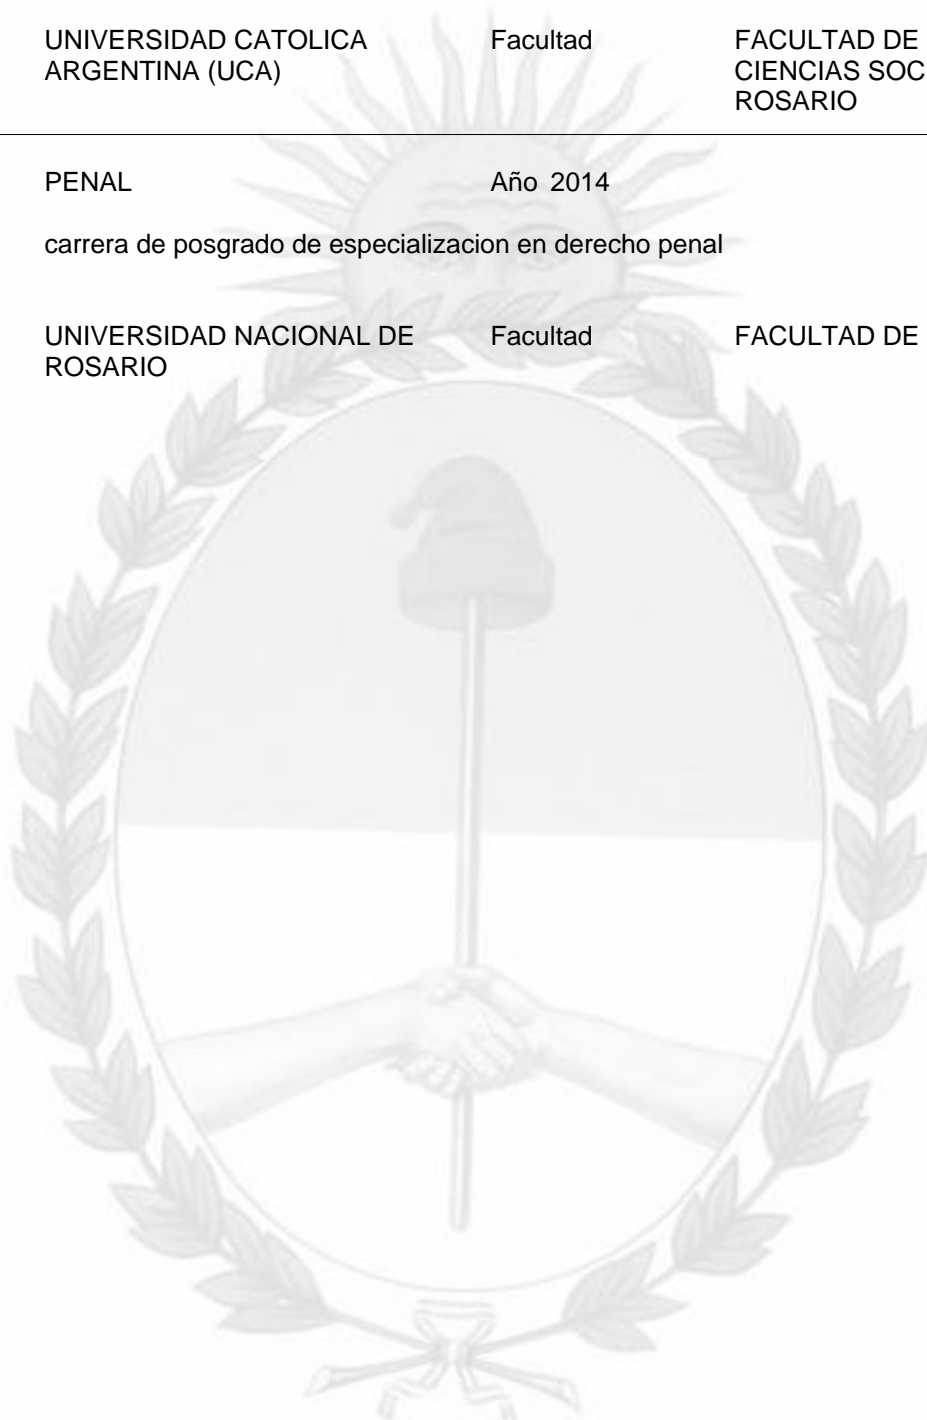 UNIVERSIDAD CATOLICA Facultad FACULTAD DE
ARGENTINA (UCA) CIENCIAS SOC
ROSARIO
PENAL Año 2014
carrera de posgrado de especializacion en derecho penal
UNIVERSIDAD NACIONAL DE Facultad FACULTAD DE
ROSARIO